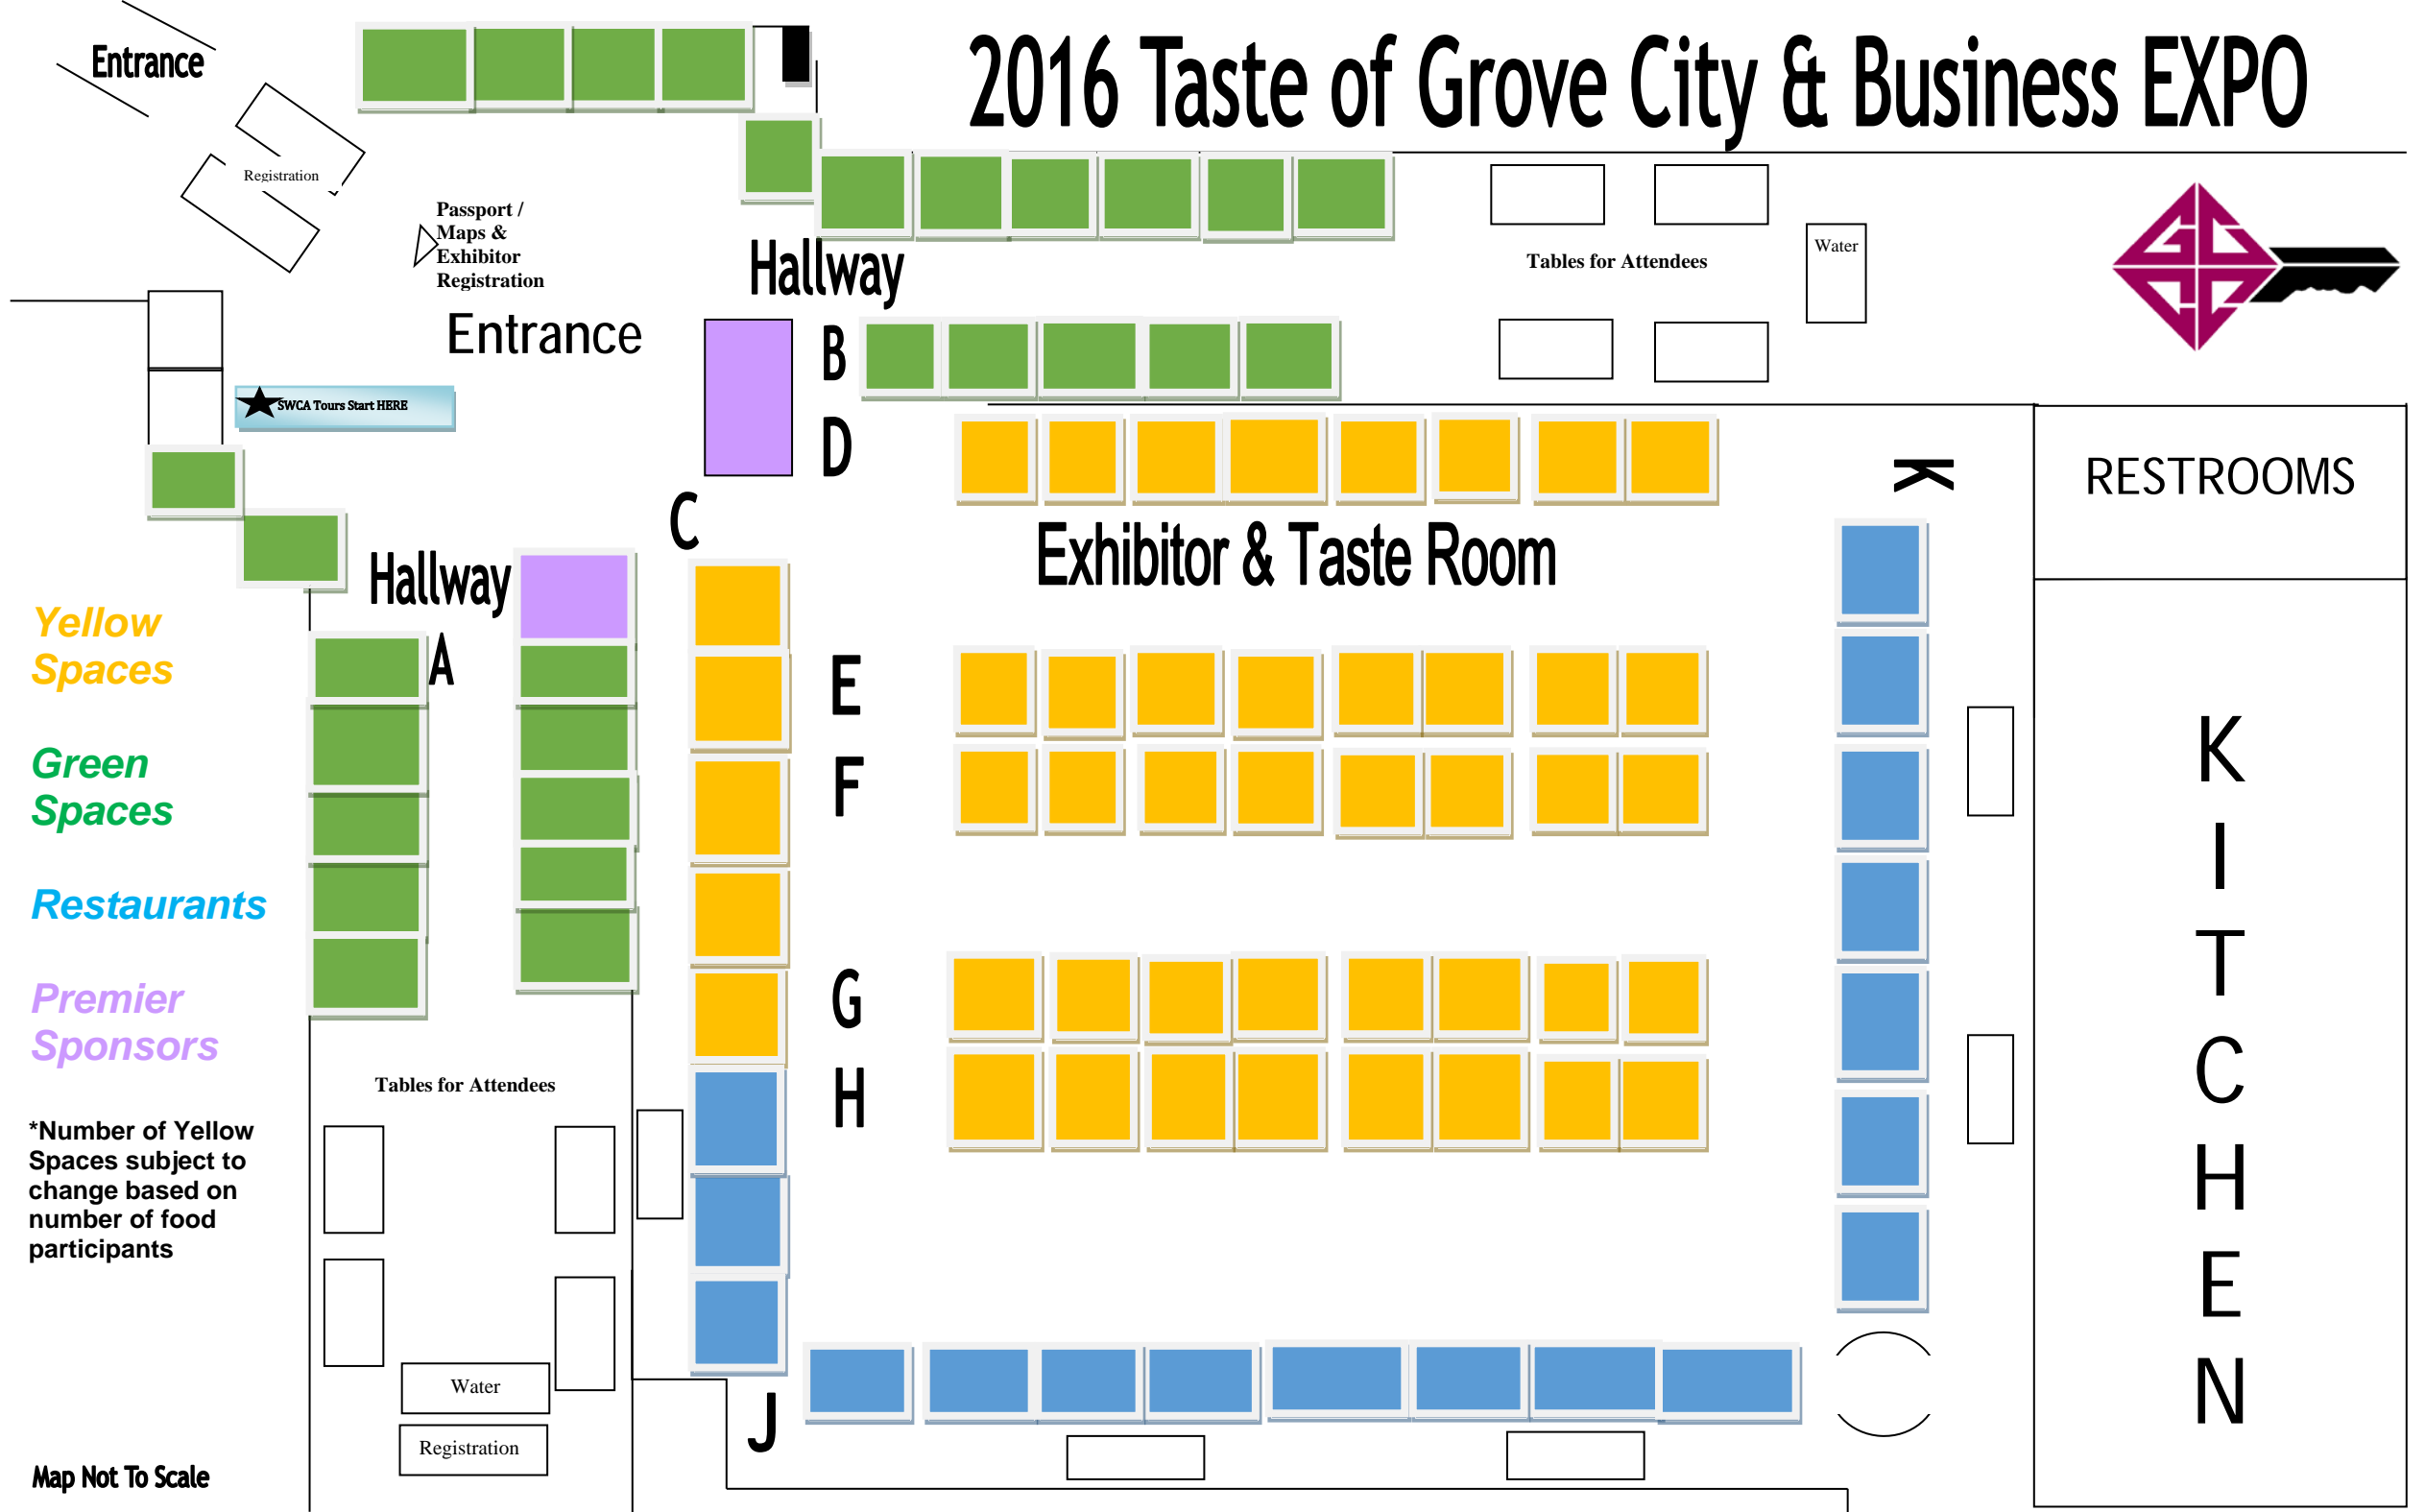 2016 Taste of Grove City & Business EXPO
Entrance
Registration
Passport /
Maps &
Exhibitor
Registration
Hallway
Tables for Attendees
Water
Entrance
B
SWCA Tours Start HERE
D
K
RESTROOMS
C
Exhibitor & Taste Room
Hallway
A
Yellow
Spaces
E
Green
Spaces
F
Restaurants
G
Premier
Sponsors
H
Tables for Attendees
*Number of Yellow
Spaces subject to
change based on
number of food
participants
K
I
T
C
H
E
N
Water
J
Registration
Map Not To Scale